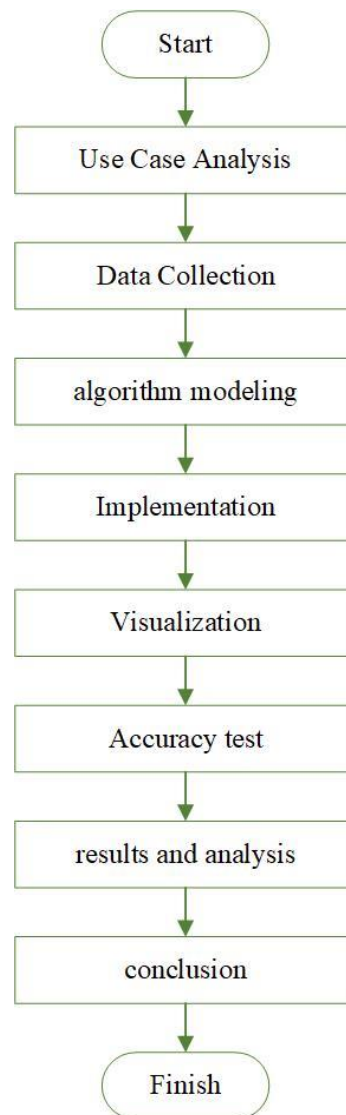 Start
Use Case Analysis
Data Collection
algorithm modeling
Implementation
Visualization
Accuracy test
results and analysis
conclusion
Finish